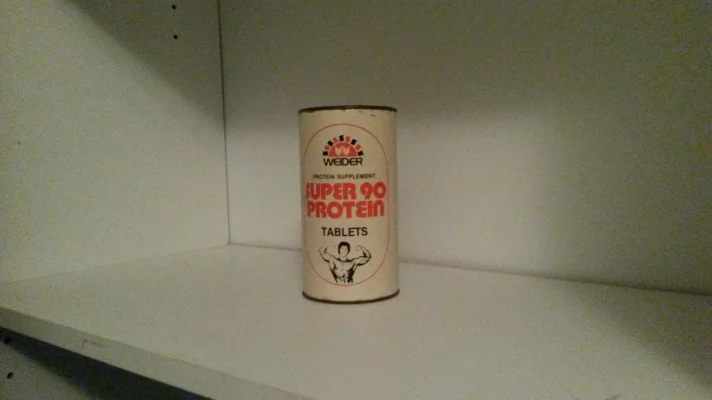 WEIDER
PROTEIN SUPPLEMENT
SUPER 90
PROTEIN
TABLETS